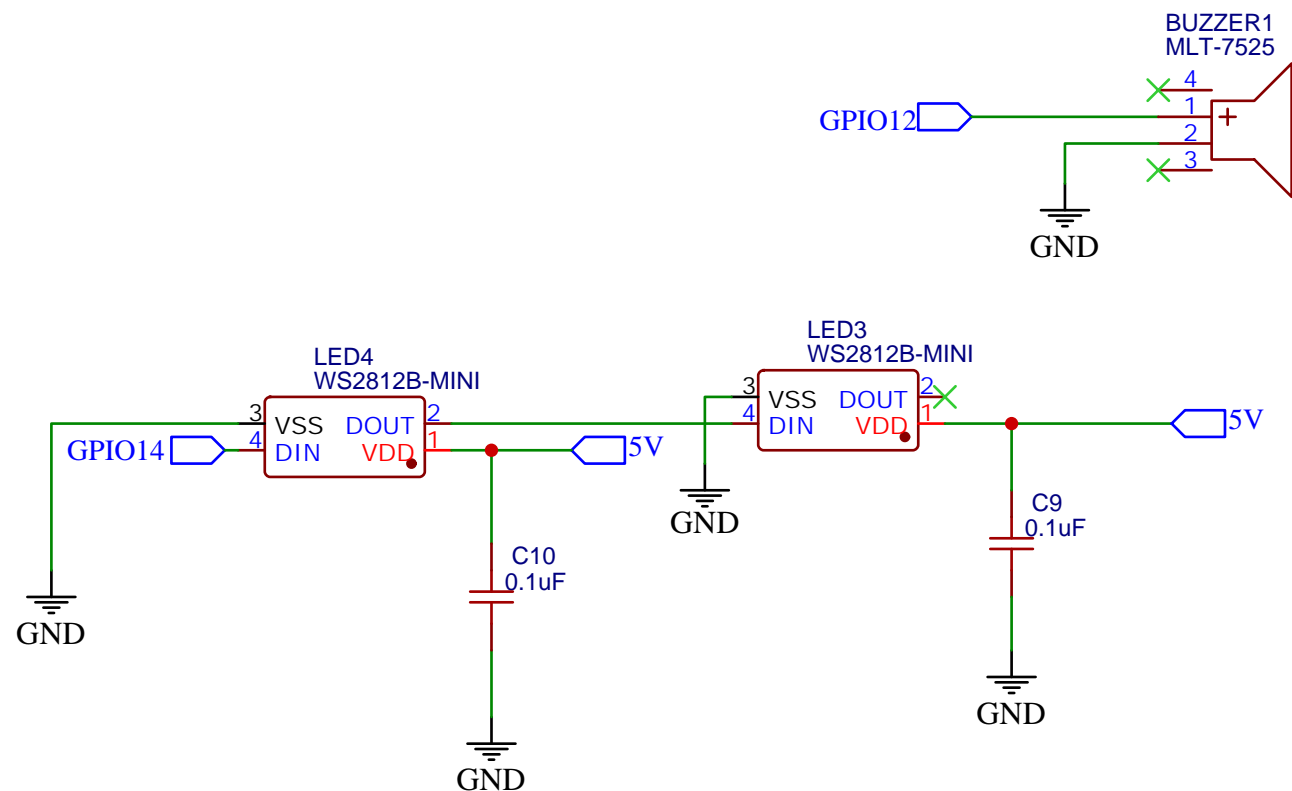 BUZZER1
MLT-7525
4
GPIO12
1
+
2
3
GND
LED4
WS2812B-MINI
3
VSS
DOUT
2
GPIO14
4
DIN
VDD
1
5V
C10
0.1uF
GND
GND
LED3
WS2812B-MINI
3
VSS
DOUT
2
4
DIN
VDD
1
5V
GND
C9
0.1uF
GND